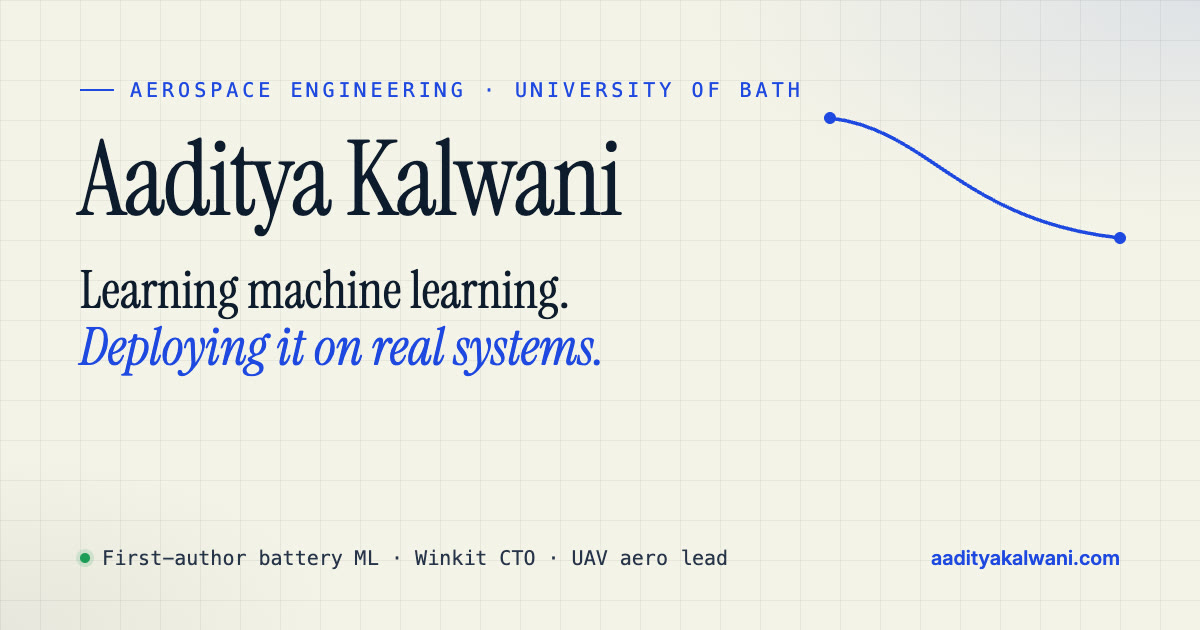 AEROSPACE ENGINEERING · UNIVERSITY OF BATH
Aaditya Kalwani
Learning machine learning.
Deploying it on real systems.
First−author battery ML · Winkit CTO · UAV aero lead
aadityakalwani.com